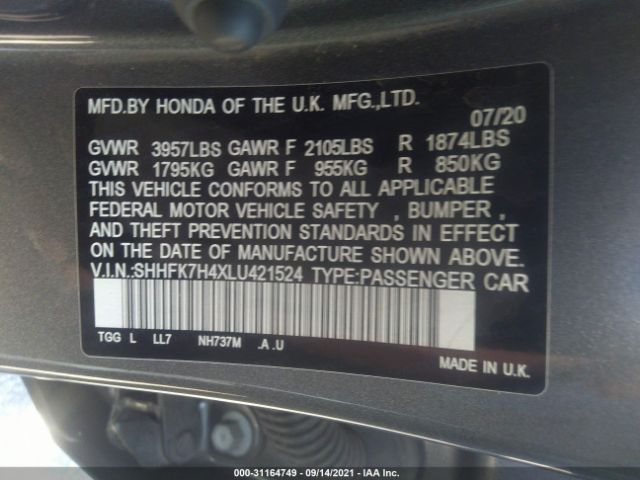 MFD.BY HONDA OF THE U.K. MFG.,LTD. 07/20
GVWR 3957LBS GAWR F 2105LBS R 1874LBS
GVWR 1795KG GAWR F 955KG R 850KG
THIS VEHICLE CONFORMS TO ALL APPLICABLE
FEDERAL MOTOR VEHICLE SAFETY , BUMPER ,
AND THEFT PREVENTION STANDARDS IN EFFECT
ON THE DATE OF MANUFACTURE SHOWN ABOVE.
V.I.N.:SHHFK7H4XLU421524 TYPE:PASSENGER CAR
TGG L LL7 NH737M .A .U
MADE IN U.K.
000-31164749 - 09/14/2021 - IAA Inc.